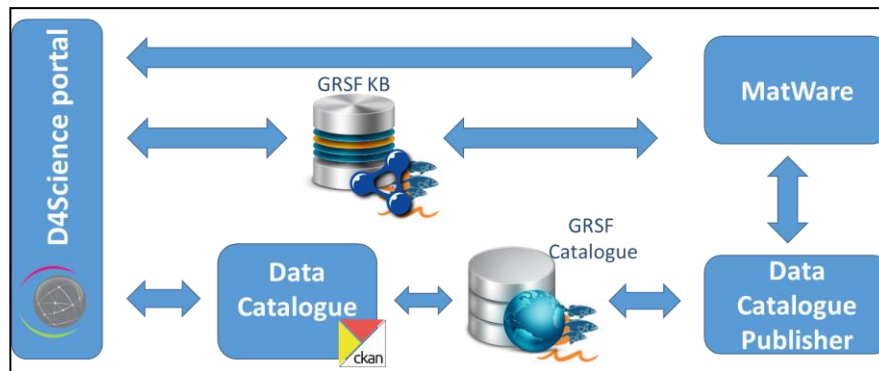 D4Science portal
GRSF KB
MatWare
GRSF
Catalogue
Data
Catalogue
ckan
Data
Catalogue
Publisher